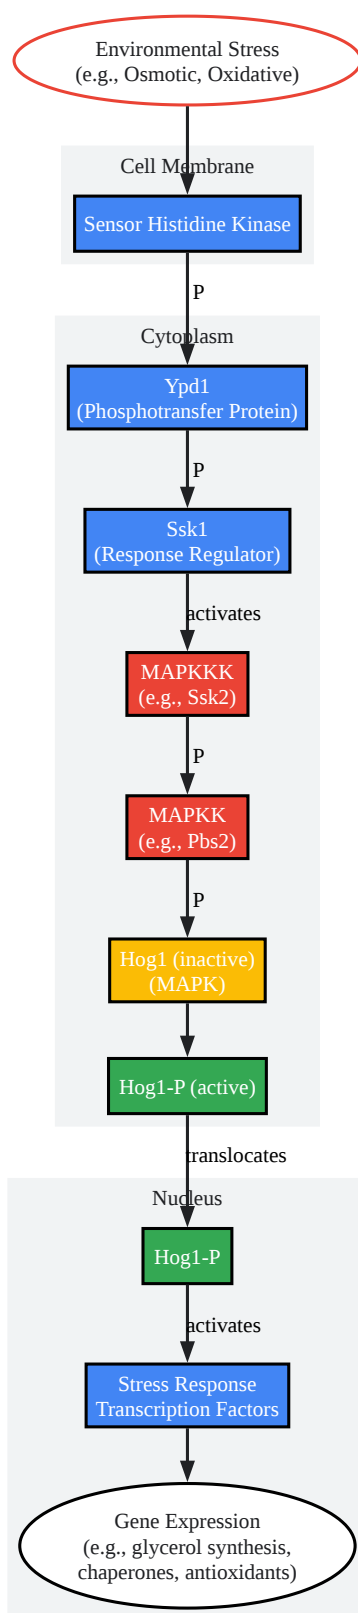 Environmental Stress
(e.g., Osmotic, Oxidative)
Cell Membrane
Sensor Histidine Kinase
P
Cytoplasm
Ypd1
(Phosphotransfer Protein)
P
Ssk1
(Response Regulator)
activates
MAPKKK
(e.g., Ssk2)
P
MAPKK
(e.g., Pbs2)
P
Hog1 (inactive)
(MAPK)
Hog1-P (active)
translocates
Nucleus
Hog1-P
activates
Stress Response
Transcription Factors
Gene Expression
(e.g., glycerol synthesis,
chaperones, antioxidants)